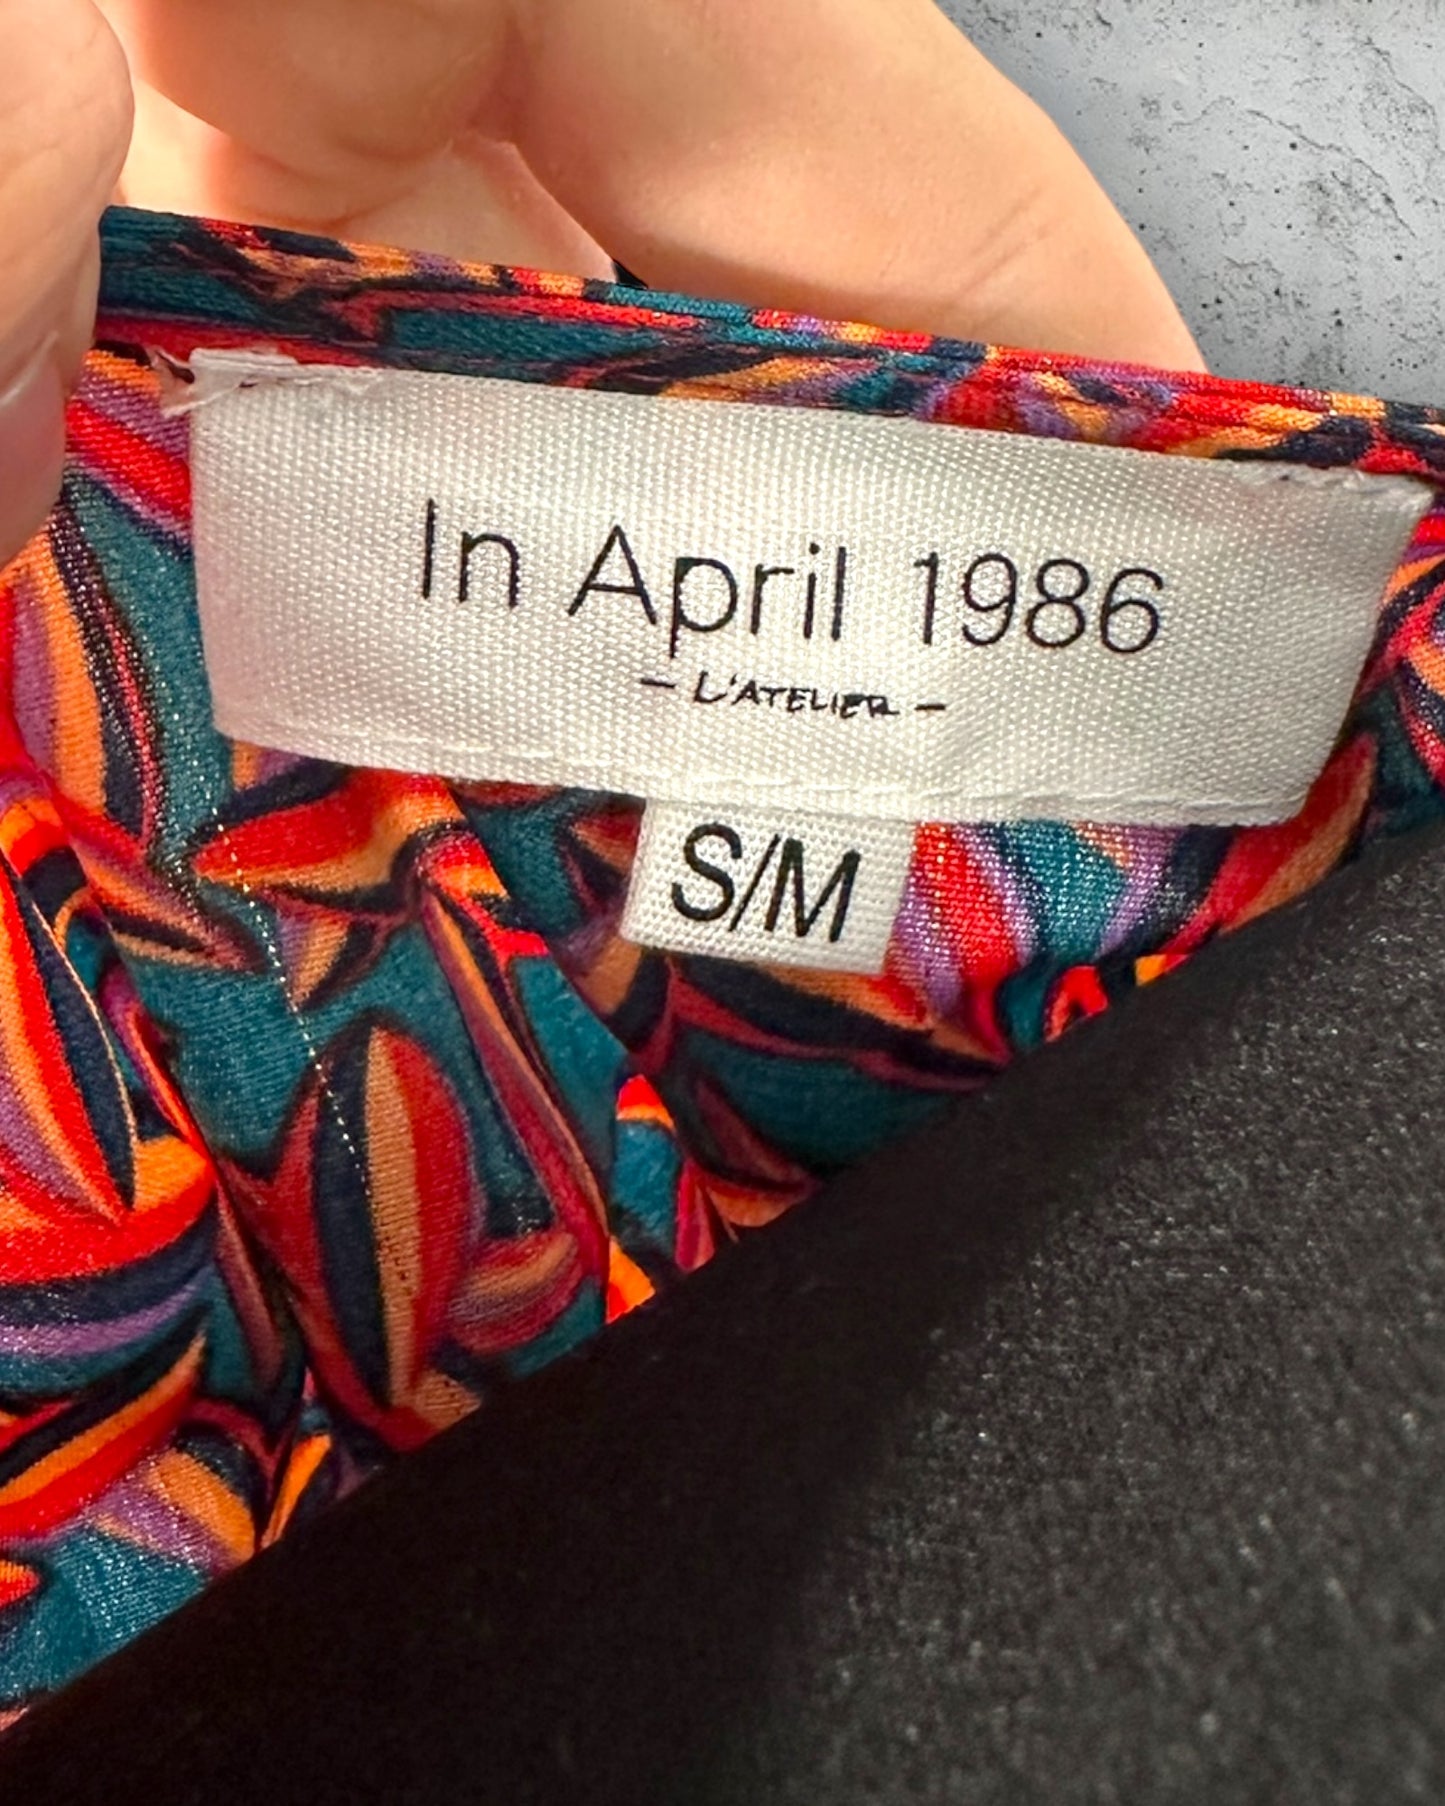 In April 1986
- L'ATELIER -
S/M